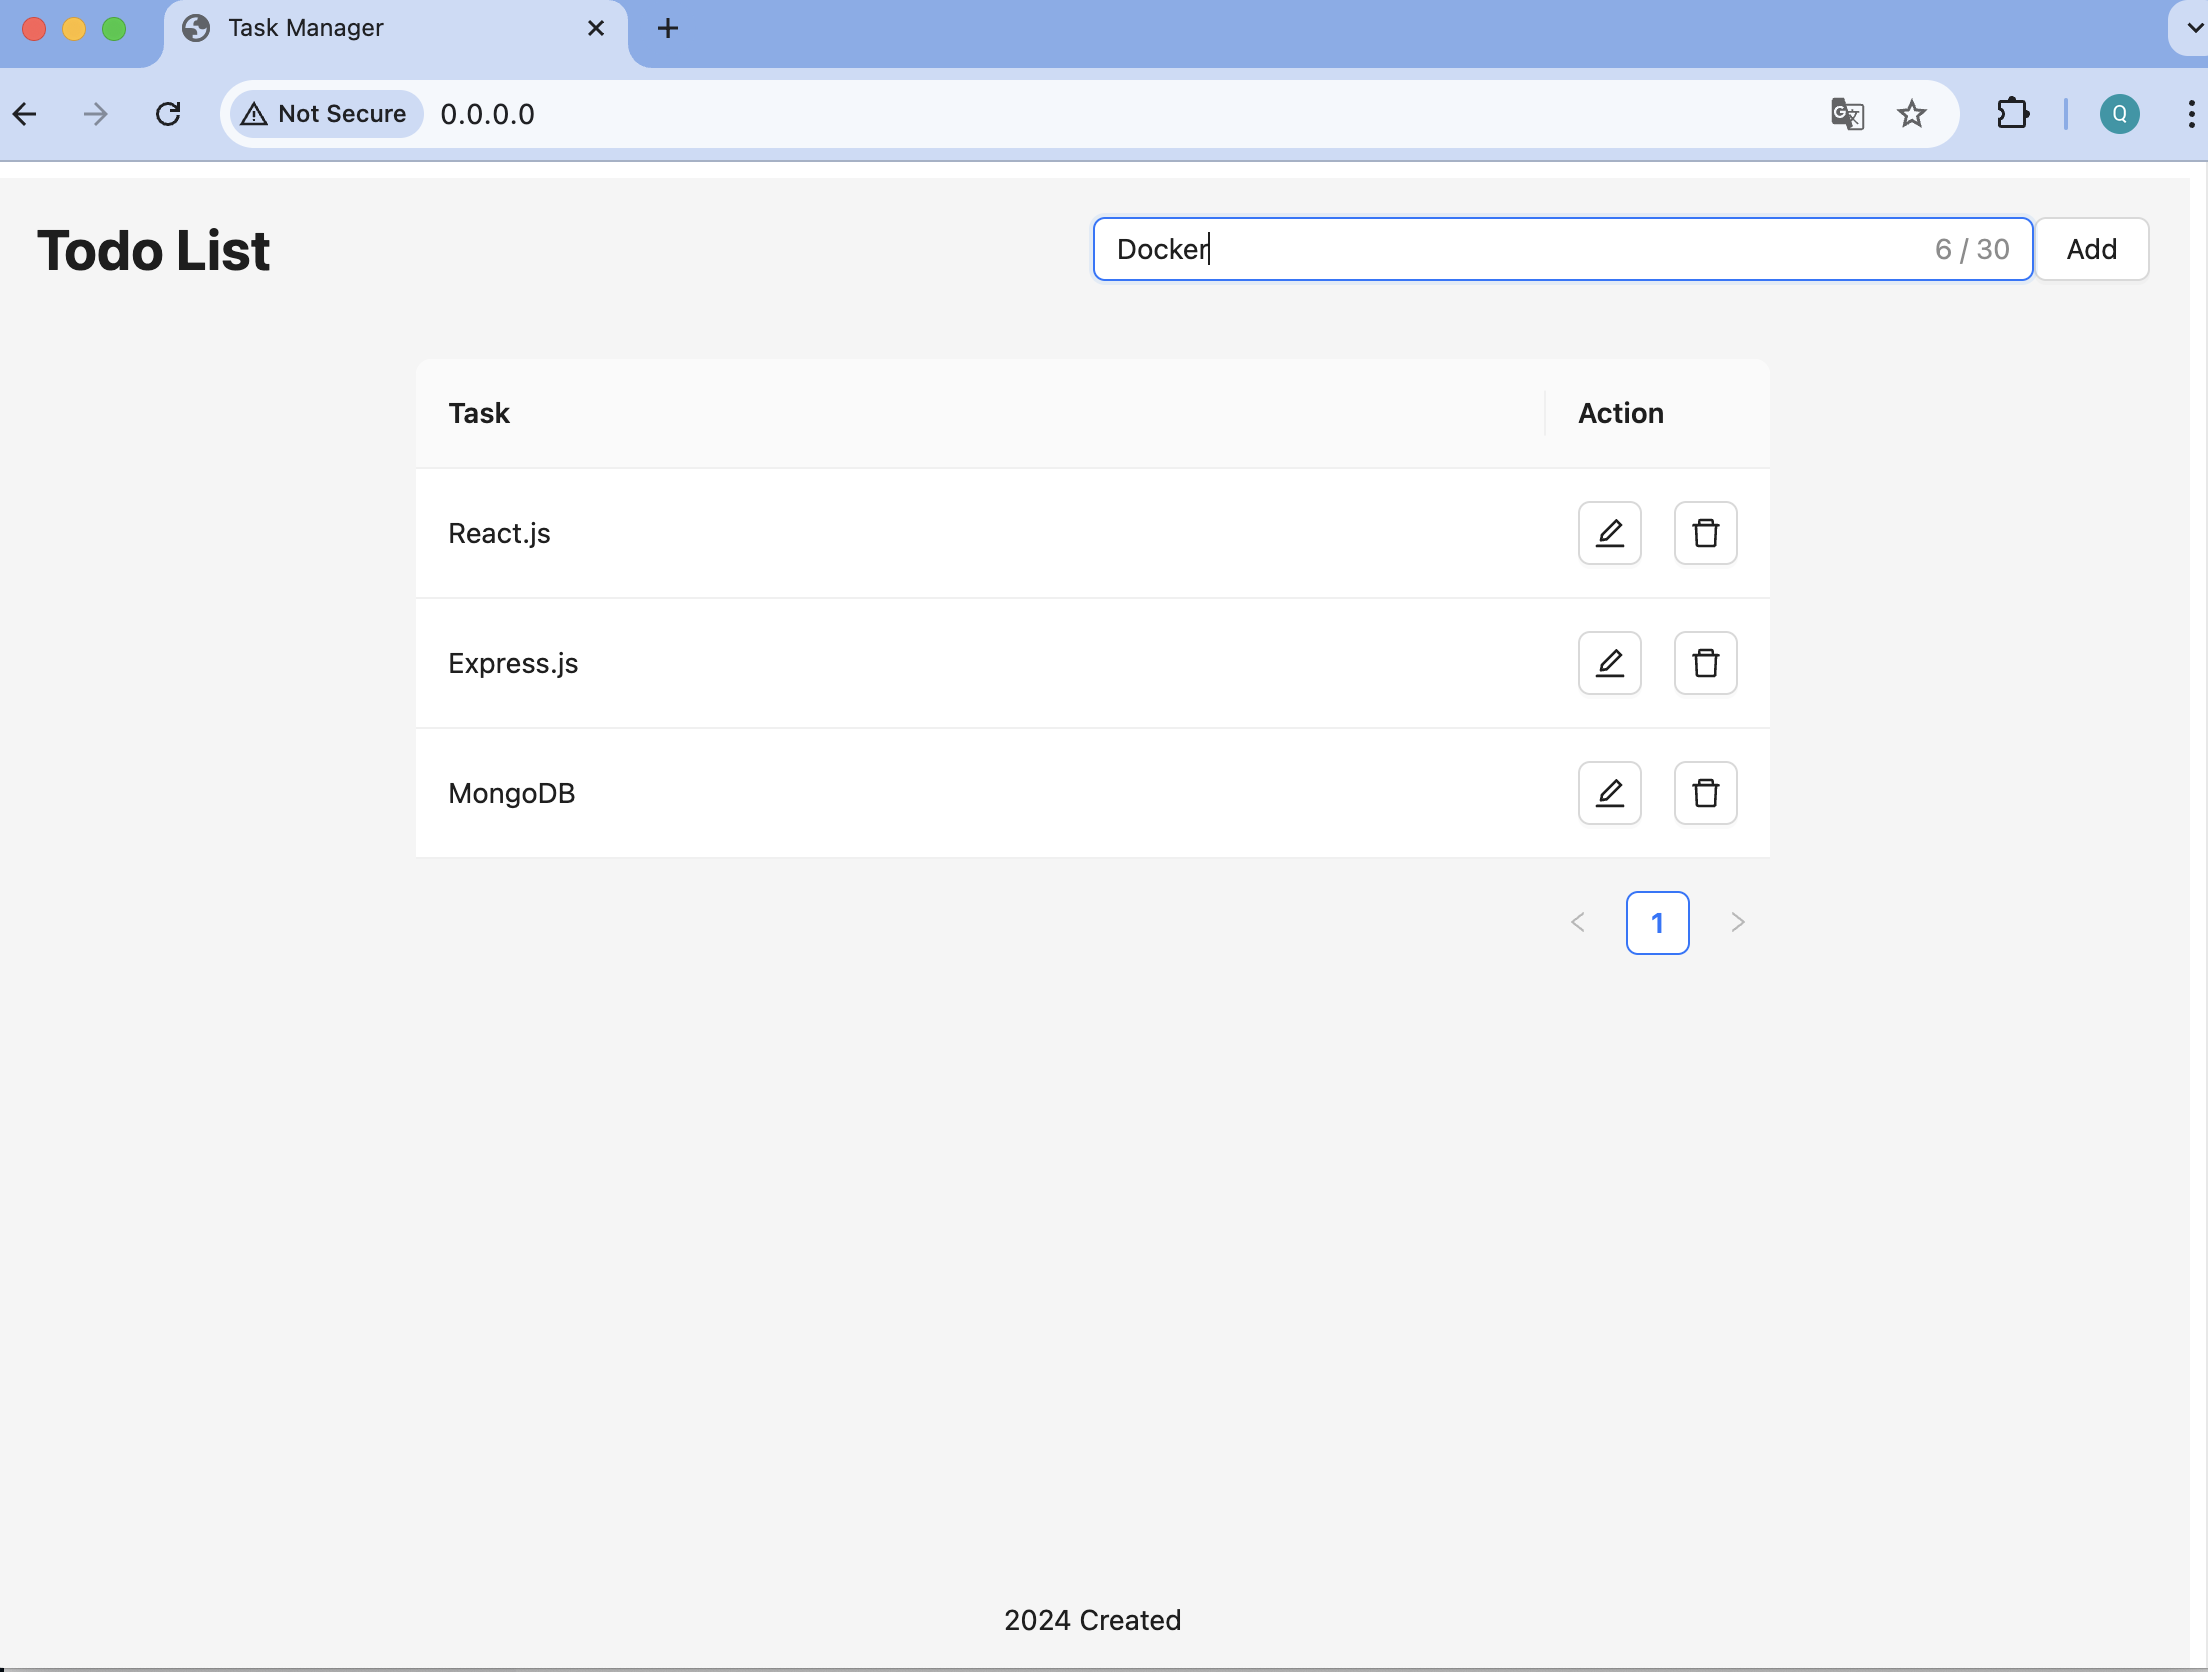 Task Manager
Not Secure 0.0.0.0
Q
Todo List
Docker 6 / 30 Add
Task Action
React.js
Express.js
MongoDB
< 1 >
2024 Created